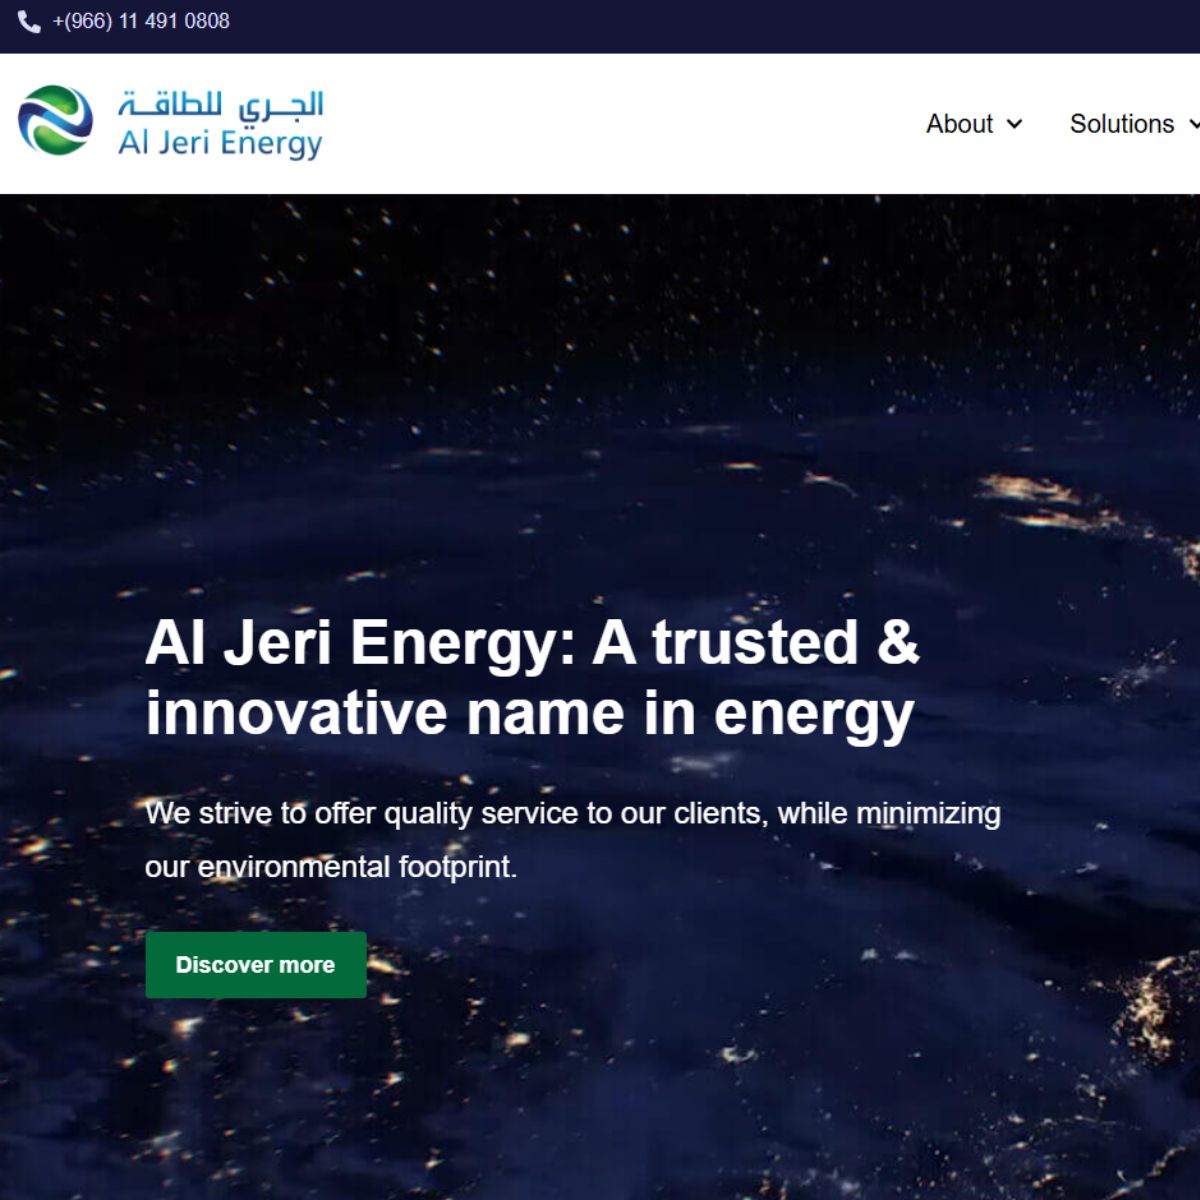 +(966) 11 491 0808
الجري للطاقة
Al Jeri Energy
About
Solutions
Al Jeri Energy: A trusted &
innovative name in energy
We strive to offer quality service to our clients, while minimizing
our environmental footprint.
Discover more